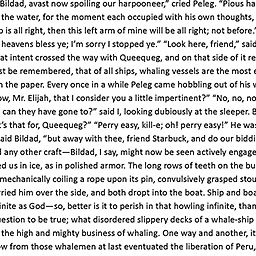 Bildad, avast now spoiling our harpooneer," cried Peleg. "Pious ha
the water, for the moment each occupied with his own thoughts,
p is all right, then this left arm of mine will be all right; not before.'
heavens bless ye; I'm sorry I stopped ye." "Look here, friend," said
at intent crossed the way with Queequeg, and on that side of it re
st be remembered, that of all ships, whaling vessels are the most e
n the paper. Every once in a while Peleg came hobbling out of his w
ow, Mr. Elijah, that I consider you a little impertinent?" "No, no, no
can they have gone to?" said I, looking dubiously at the sleeper. B
t's that for, Queequeg?" "Perry easy, kill-e; oh! perry easy!" He wa
said Bildad, "but away with thee, friend Starbuck, and do our biddi
d any other craft—Bildad, I say, might now be seen actively engage
ed us in ice, as in polished armor. The long rows of teeth on the bu
mechanically coiling a rope upon its pin, convulsively grasped stou
rried him over the side, and both dropt into the boat. Ship and boa
inite as God—so, better is it to perish in that howling infinite, than
uestion to be true; what disordered slippery decks of a whale-ship
the high and mighty business of whaling. One way and another, it
ow from those whalemen at last eventuated the liberation of Peru,